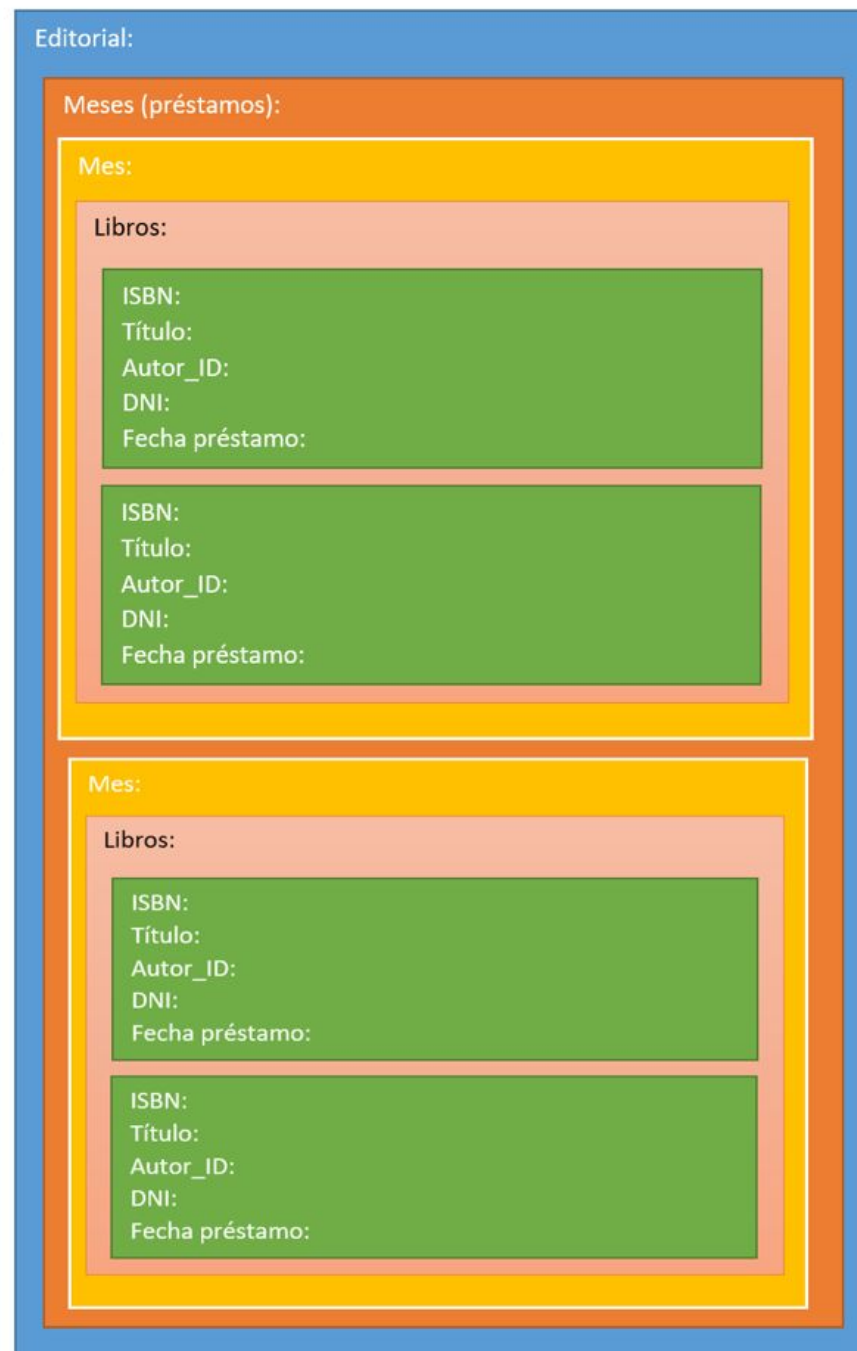 Editorial:
Meses (préstamos):
Mes:
Libros:
ISBN:
Título:
Autor_ID:
DNI:
Fecha préstamo:
ISBN:
Título:
Autor_ID:
DNI:
Fecha préstamo:
Mes:
Libros:
ISBN:
Título:
Autor_ID:
DNI:
Fecha préstamo:
ISBN:
Título:
Autor_ID:
DNI:
Fecha préstamo: